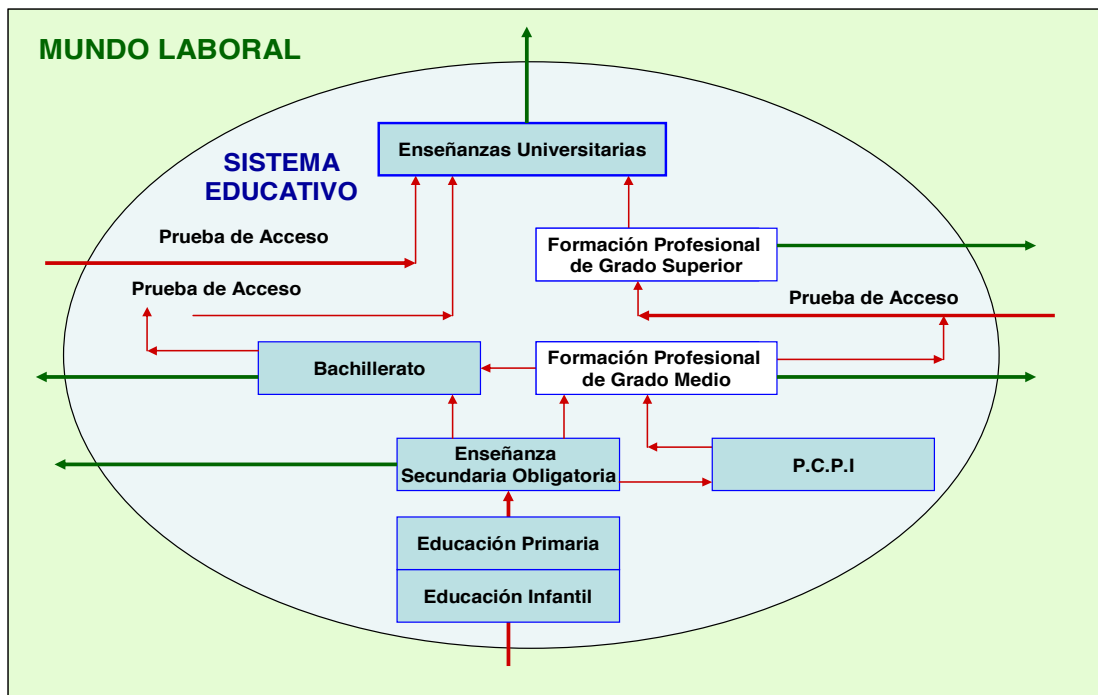 MUNDO LABORAL
Enseñanzas Universitarias
SISTEMA
EDUCATIVO
Prueba de Acceso
Formación Profesional
de Grado Superior
Prueba de Acceso
Prueba de Acceso
Bachillerato
Formación Profesional
de Grado Medio
Enseñanza
Secundaria Obligatoria
P.C.P.I
Educación Primaria
Educación Infantil